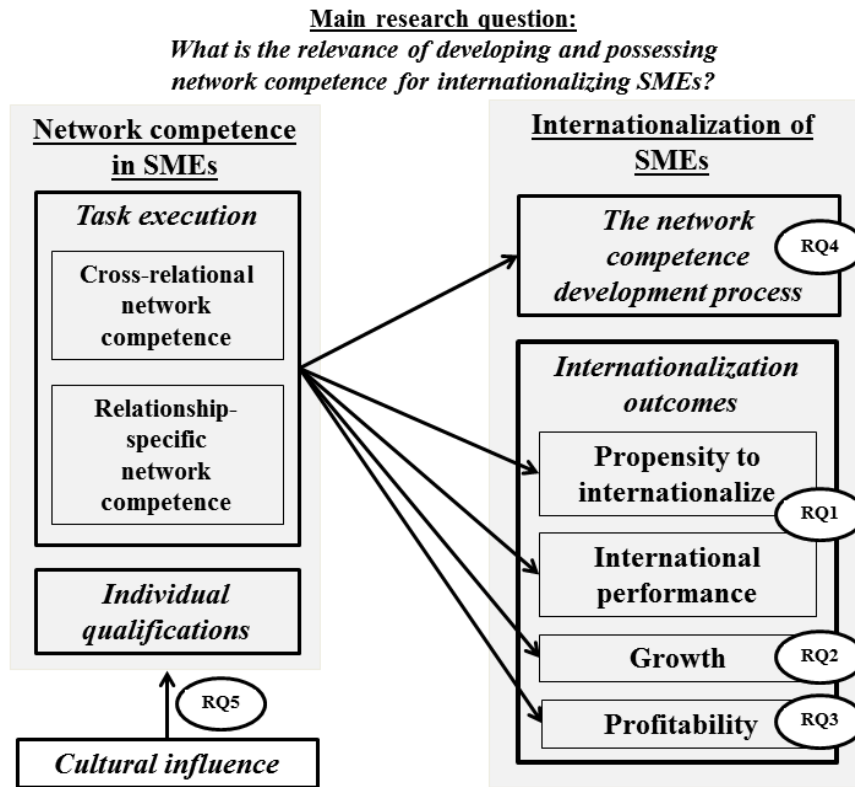 Main research question:
What is the relevance of developing and possessing
network competence for internationalizing SMEs?
Network competence
in SMEs
Task execution
Cross-relational
network
competence
Relationship-
specific
network
competence
Individual
qualifications
RQ5
Cultural influence
Internationalization of
SMEs
The network
competence
development process
RQ4
Internationalization
outcomes
Propensity to
internationalize
RQ1
International
performance
Growth
RQ2
Profitability
RQ3